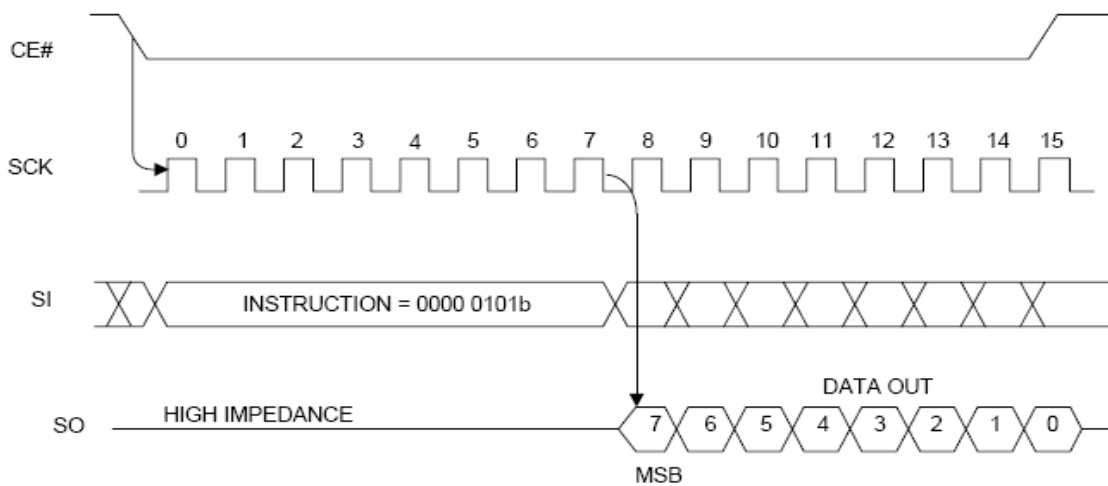 CE#
0 1 2 3 4 5 6 7 8 9 10 11 12 13 14 15
SCK
SI INSTRUCTION = 0000 0101b
DATA OUT
HIGH IMPEDANCE
SO 7 6 5 4 3 2 1 0
MSB